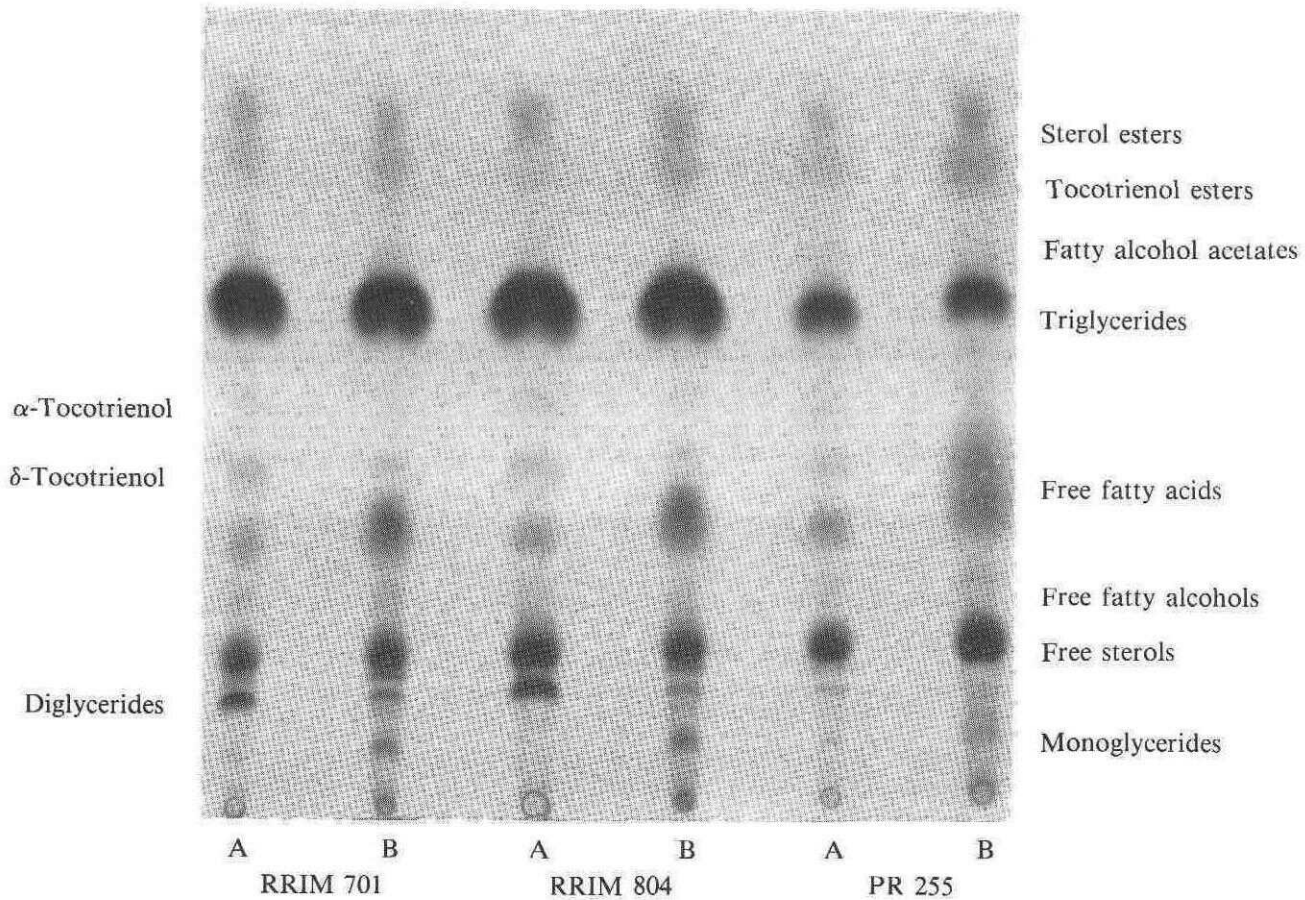 Sterol esters
Tocotrienol esters
Fatty alcohol acetates
Triglycerides
α-Tocotrienol
δ-Tocotrienol
Free fatty acids
Free fatty alcohols
Free sterols
Diglycerides
Monoglycerides
A B A B A B
RRIM 701 RRIM 804 PR 255